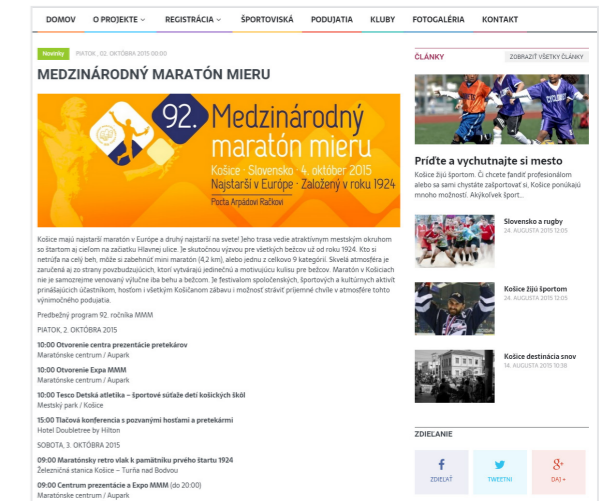 DOMOV O PROJEKTE REGISTRÁCIA ŠPORTOVISKÁ PODUJATIA KLUBY FOTOGALÉRIA KONTAKT
Novinky PIATOK , 02. OKTÓBRA 2015 00:00
MEDZINÁRODNÝ MARATÓN MIERU
92. Medzinárodný
maratón mieru
Košice · Slovensko · 4. október 2015
Najstarší v Európe · Založený v roku 1924
Pocta Arpádovi Račkovi
Košice majú najstarší maratón v Európe a druhý najstarší na svete! Jeho trasa vedie atraktívnym mestským okruhom
so štartom aj cieľom na začiatku Hlavnej ulice. Je skutočnou výzvou pre všetkých bežcov už od roku 1924. Kto si
netrúfa na celý beh, môže si zabehnúť mini maratón (4,2 km), alebo jednu z celkovo 9 kategórií. Skvelá atmosféra je
zaručená aj zo strany povzbudzujúcich, ktorí vytvárajú jedinečnú a motivujúcu kulisu pre bežcov. Maratón v Košiciach
nie je samozrejme venovaný výlučne iba behu a bežcom. Je festivalom spoločenských, športových a kultúrnych aktivít
prinášajúcich účastníkom, hosťom i všetkým Košičanom zábavu i možnosť stráviť príjemné chvíle v atmosfére tohto
výnimočného podujatia.
Predbežný program 92. ročníka MMM
PIATOK, 2. OKTÓBRA 2015
10:00 Otvorenie centra prezentácie pretekárov
Maratónske centrum / Aupark
10:00 Otvorenie Expa MMM
Maratónske centrum / Aupark
10:00 Tesco Detská atletika – športové súťaže detí košických škôl
Mestský park / Košice
15:00 Tlačová konferencia s pozvanými hosťami a pretekármi
Hotel Doubletree by Hilton
SOBOTA, 3. OKTÓBRA 2015
09:00 Maratónsky retro vlak k pamätníku prvého štartu 1924
Železničná stanica Košice – Turňa nad Bodvou
09:00 Centrum prezentácie a Expo MMM (do 20:00)
Maratónske centrum / Aupark
ČLÁNKY ZOBRAZIŤ VŠETKY ČLÁNKY
Príďte a vychutnajte si mesto
Košice žijú športom. Či chcete fandiť profesionálom
alebo sa sami chystáte zašportovať si, Košice ponúkajú
mnoho možností. Akýkoľvek šport...
Slovensko a rugby
24. AUGUSTA 2015 12:05
Košice žijú športom
24. AUGUSTA 2015 12:05
Košice destinácia snov
14. AUGUSTA 2015 10:38
ZDIELANIE
f
ZDIEĽAŤ
TWEETNI
g+
DAJ +